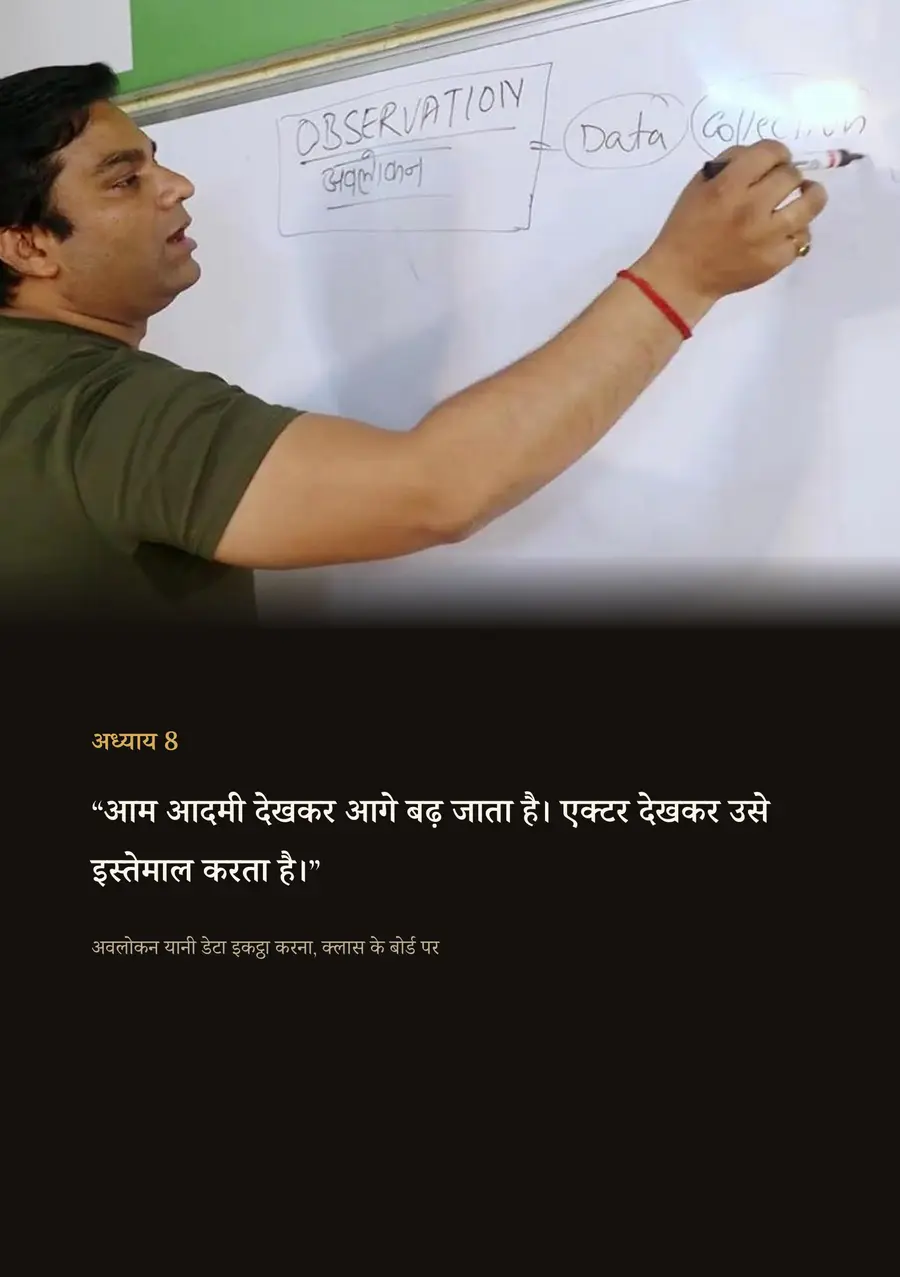 OBSERVATION
अवलोकन
= Data Collection
अध्याय 8
“आम आदमी देखकर आगे बढ़ जाता है। एक्टर देखकर उसे
इस्तेमाल करता है।”
अवलोकन यानी डेटा इकट्ठा करना, क्लास के बोर्ड पर